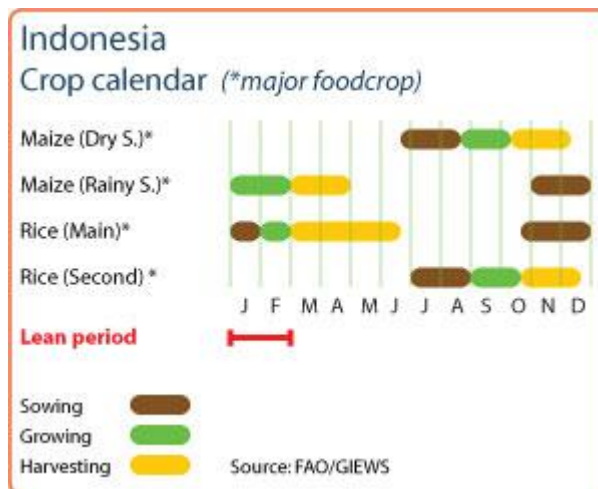 Indonesia
Crop calendar (*major foodcrop)
Maize (Dry S.)*
Maize (Rainy S.)*
Rice (Main)*
Rice (Second) *
J F M A M J J A S O N D
Lean period
Sowing
Growing
Harvesting Source: FAO/GIEWS